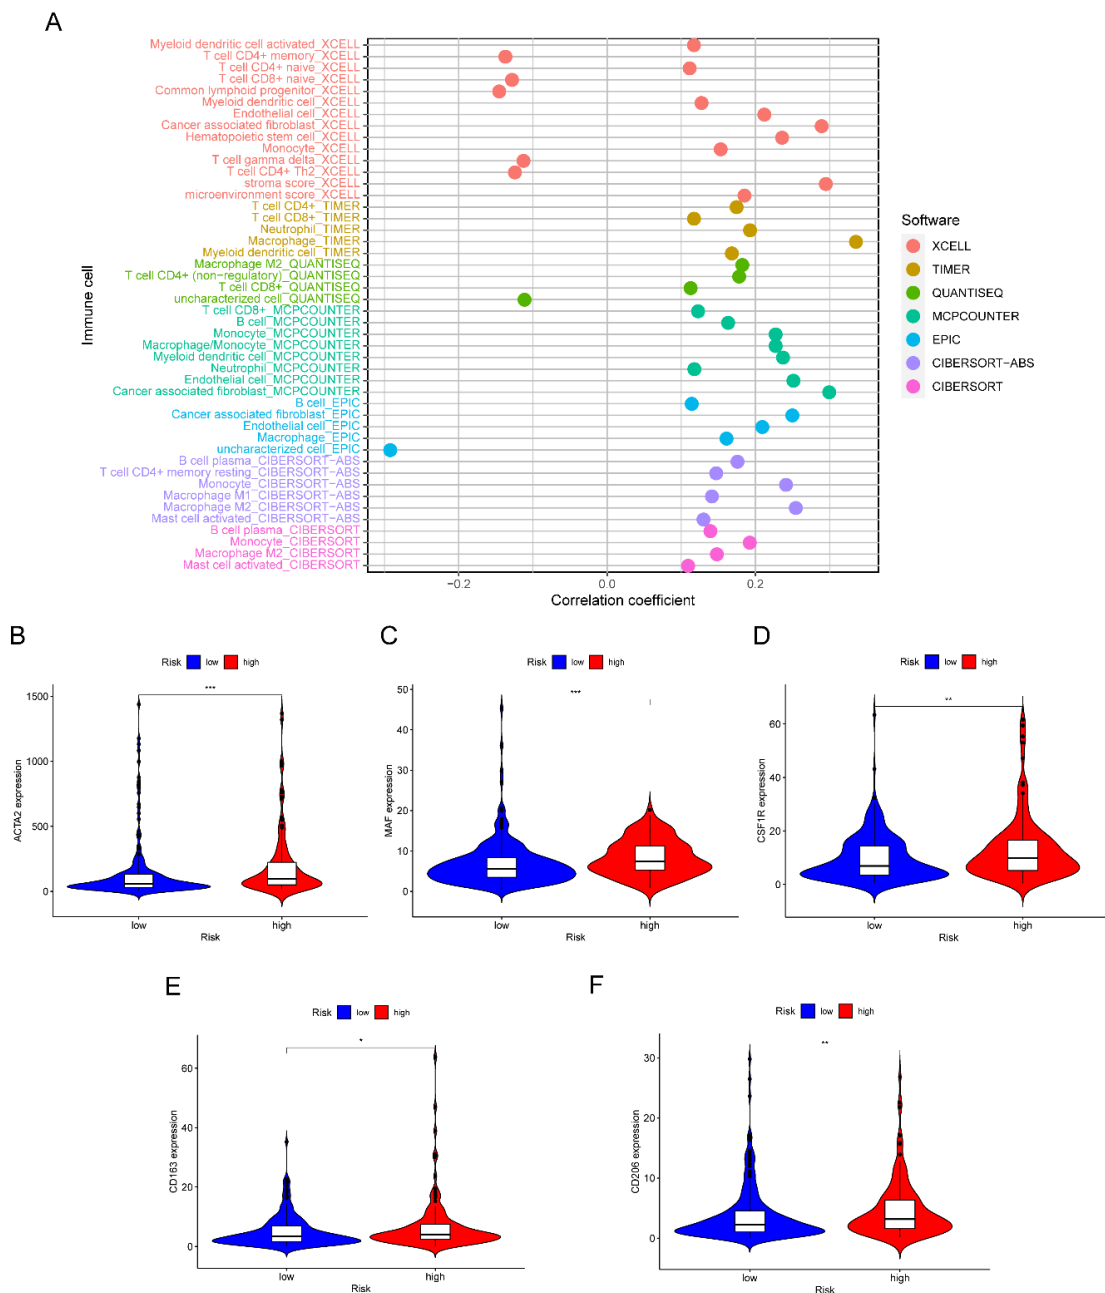 A
Immune cell
Myeloid dendritic cell activated_XCELL
T cell CD4+ memory_XCELL
T cell CD4+ naive_XCELL
T cell CD8+ naive_XCELL
Common lymphoid progenitor_XCELL
Myeloid dendritic cell_XCELL
Endothelial cell_XCELL
Cancer associated fibroblast_XCELL
Hematopoietic stem cell_XCELL
Monocyte_XCELL
T cell gamma delta_XCELL
T cell CD4+ Th2_XCELL
stroma score_XCELL
microenvironment score_XCELL
T cell CD4+_TIMER
T cell CD8+_TIMER
Neutrophil_TIMER
Macrophage_TIMER
Myeloid dendritic cell_TIMER
Macrophage M2_QUANTISEQ
T cell CD4+ (non-regulatory)_QUANTISEQ
T cell CD8+_QUANTISEQ
uncharacterized cell_QUANTISEQ
T cell CD8+_MCPCOUNTER
B cell_MCPCOUNTER
Monocyte_MCPCOUNTER
Macrophage/Monocyte_MCPCOUNTER
Myeloid dendritic cell_MCPCOUNTER
Neutrophil_MCPCOUNTER
Endothelial cell_MCPCOUNTER
Cancer associated fibroblast_MCPCOUNTER
B cell_EPIC
Cancer associated fibroblast_EPIC
Endothelial cell_EPIC
Macrophage_EPIC
uncharacterized cell_EPIC
B cell plasma_CIBERSORT-ABS
T cell CD4+ memory resting_CIBERSORT-ABS
Monocyte_CIBERSORT-ABS
Macrophage M1_CIBERSORT-ABS
Macrophage M2_CIBERSORT-ABS
Mast cell activated_CIBERSORT-ABS
B cell plasma_CIBERSORT
Monocyte_CIBERSORT
Macrophage M2_CIBERSORT
Mast cell activated_CIBERSORT
-0.2 0.0 0.2
Correlation coefficient
Software
XCELL
TIMER
QUANTISEQ
MCPCOUNTER
EPIC
CIBERSORT-ABS
CIBERSORT
B
Risk low high
ACTA2 expression
1500
1000
500
0
***
low high
Risk
C
Risk low high
MAF expression
50
40
30
20
10
0
***
low high
Risk
D
Risk low high
CSF1R expression
60
40
20
0
**
low high
Risk
E
Risk low high
CD163 expression
60
40
20
0
*
low high
Risk
F
Risk low high
CD206 expression
30
20
10
0
**
low high
Risk